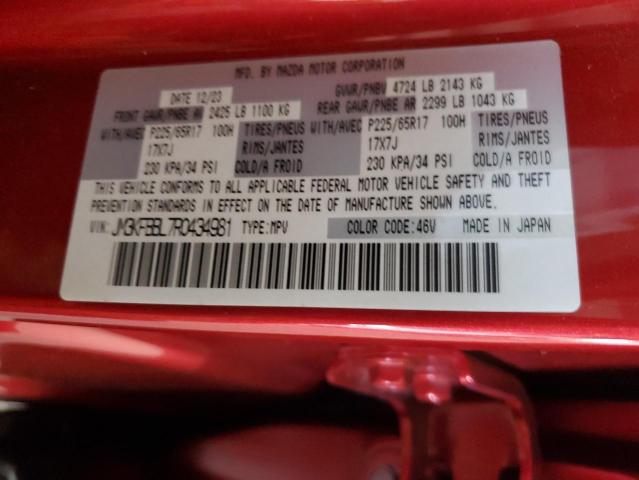 MFD. BY MAZDA MOTOR CORPORATION
DATE 12/23 GVWR/PNBV 4724 LB 2143 KG
FRONT GAWR/PNBE AV 2425 LB 1100 KG REAR GAWR/PNBE AR 2299 LB 1043 KG
WITH/AVEC P225/65R17 100H TIRES/PNEUS WITH/AVEC P225/65R17 100H TIRES/PNEUS
17X7J RIMS/JANTES 17X7J RIMS/JANTES
230 KPA/34 PSI COLD/A FROID 230 KPA/34 PSI COLD/A FROID
THIS VEHICLE CONFORMS TO ALL APPLICABLE FEDERAL MOTOR VEHICLE SAFETY AND THEFT
PREVENTION STANDARDS IN EFFECT ON THE DATE OF MANUFACTURE SHOWN ABOVE.
VIN: JM3KFBBL7R0434981 TYPE:MPV COLOR CODE:46V MADE IN JAPAN